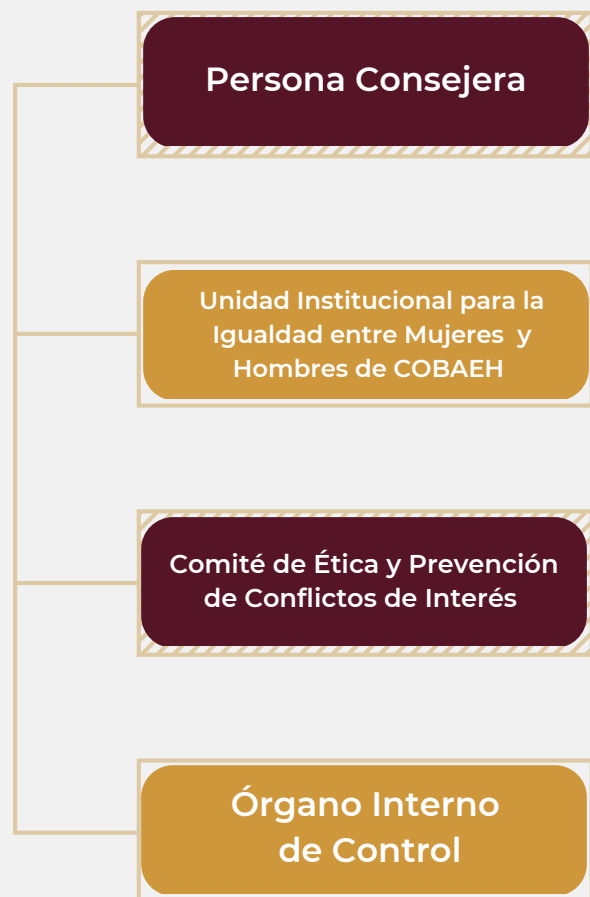 Persona Consejera
Unidad Institucional para la
Igualdad entre Mujeres y
Hombres de COBAEH
Comité de Ética y Prevención
de Conflictos de Interés
Órgano Interno
de Control